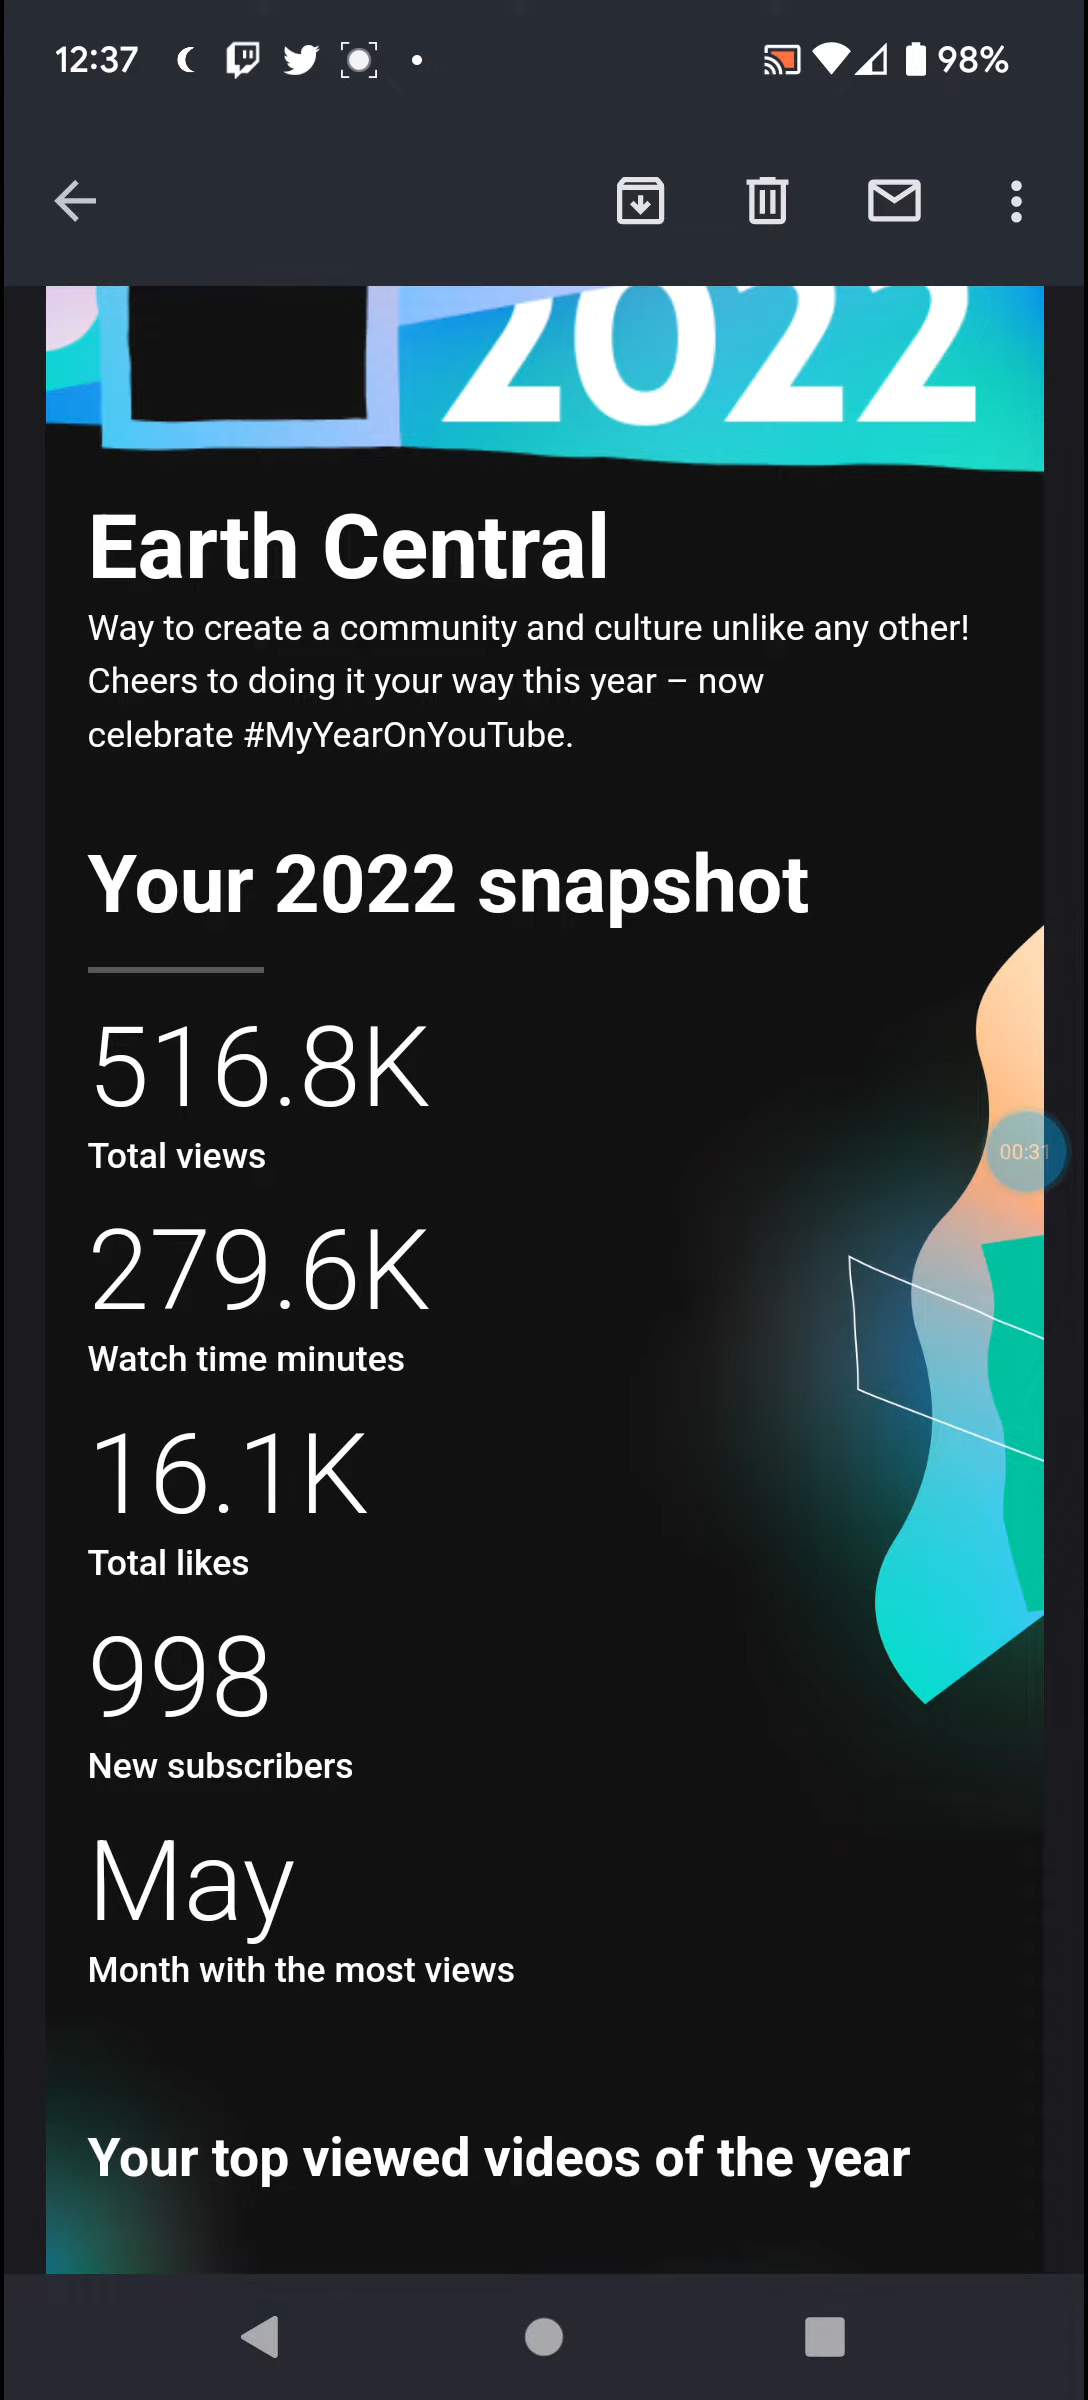 12:37
98%
2022
Earth Central
Way to create a community and culture unlike any other!
Cheers to doing it your way this year – now
celebrate #MyYearOnYouTube.
Your 2022 snapshot
516.8K
Total views
00:31
279.6K
Watch time minutes
16.1K
Total likes
998
New subscribers
May
Month with the most views
Your top viewed videos of the year